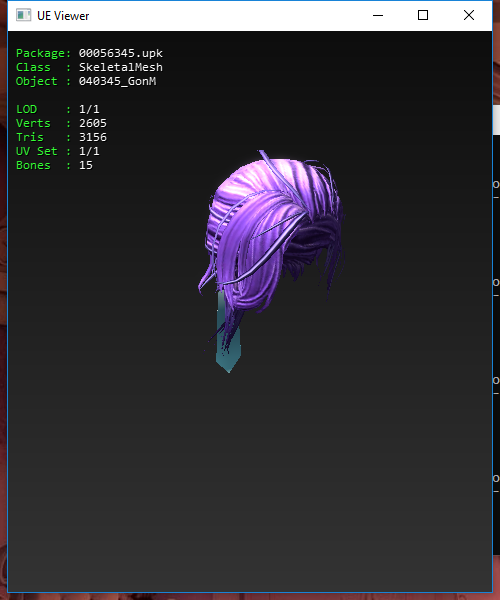 UE Viewer
Package: 00056345.upk
Class : SkeletalMesh
Object : 040345_GonM
LOD : 1/1
Verts : 2605
Tris : 3156
UV Set : 1/1
Bones : 15